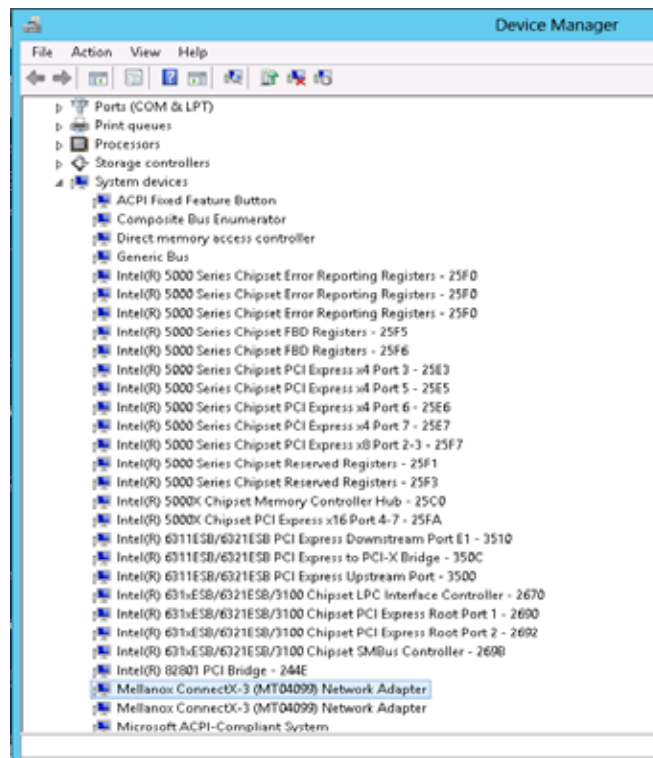 Device Manager
File Action View Help
Ports (COM & LPT)
Print queues
Processors
Storage controllers
System devices
ACPI Fixed Feature Button
Composite Bus Enumerator
Direct memory access controller
Generic Bus
Intel(R) 5000 Series Chipset Error Reporting Registers - 25F0
Intel(R) 5000 Series Chipset Error Reporting Registers - 25F0
Intel(R) 5000 Series Chipset Error Reporting Registers - 25F0
Intel(R) 5000 Series Chipset FBD Registers - 25F5
Intel(R) 5000 Series Chipset FBD Registers - 25F6
Intel(R) 5000 Series Chipset PCI Express x4 Port 3 - 25E3
Intel(R) 5000 Series Chipset PCI Express x4 Port 5 - 25E5
Intel(R) 5000 Series Chipset PCI Express x4 Port 6 - 25E6
Intel(R) 5000 Series Chipset PCI Express x4 Port 7 - 25E7
Intel(R) 5000 Series Chipset PCI Express x8 Port 2-3 - 25F7
Intel(R) 5000 Series Chipset Reserved Registers - 25F1
Intel(R) 5000 Series Chipset Reserved Registers - 25F3
Intel(R) 5000X Chipset Memory Controller Hub - 25C0
Intel(R) 5000X Chipset PCI Express x16 Port 4-7 - 25FA
Intel(R) 6311ESB/6321ESB PCI Express Downstream Port E1 - 3510
Intel(R) 6311ESB/6321ESB PCI Express to PCI-X Bridge - 350C
Intel(R) 6311ESB/6321ESB PCI Express Upstream Port - 3500
Intel(R) 631xESB/6321ESB/3100 Chipset LPC Interface Controller - 2670
Intel(R) 631xESB/6321ESB/3100 Chipset PCI Express Root Port 1 - 2690
Intel(R) 631xESB/6321ESB/3100 Chipset PCI Express Root Port 2 - 2692
Intel(R) 631xESB/6321ESB/3100 Chipset SMBus Controller - 269B
Intel(R) 82801 PCI Bridge - 244E
Mellanox ConnectX-3 (MT04099) Network Adapter
Mellanox ConnectX-3 (MT04099) Network Adapter
Microsoft ACPI-Compliant System